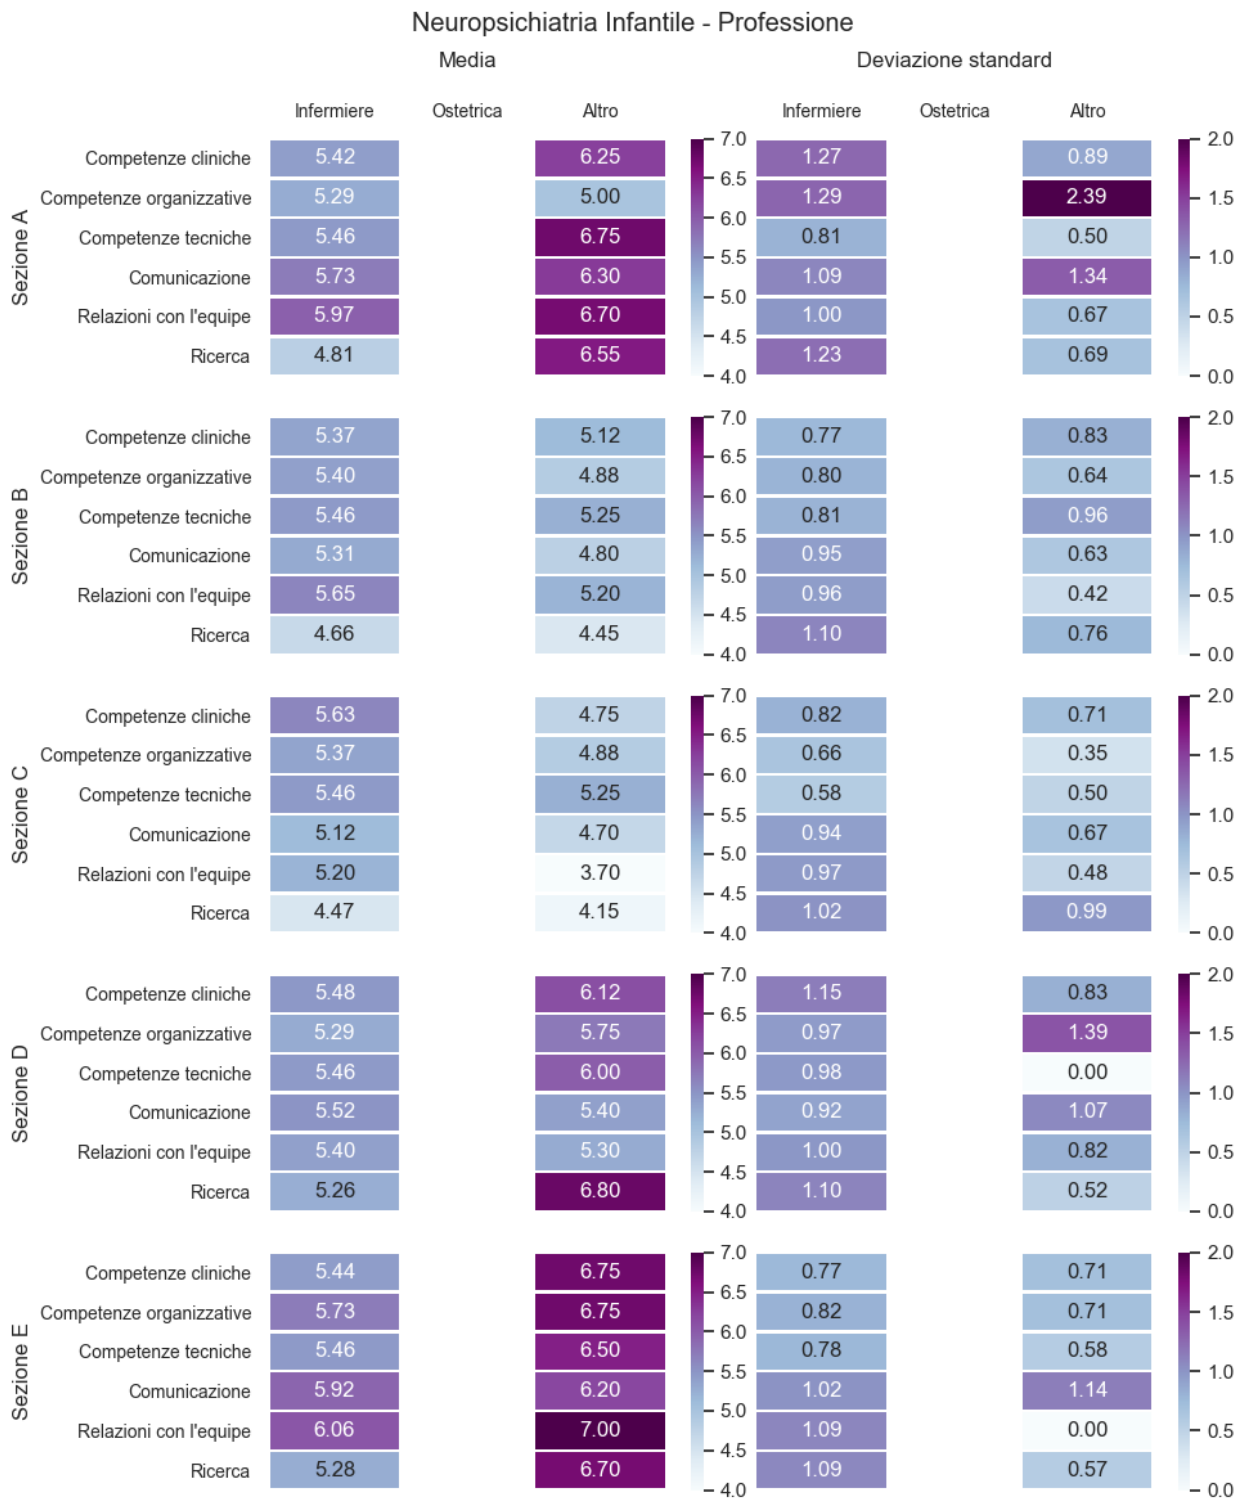 Neuropsichiatria Infantile - Professione
Media Deviazione standard
Infermiere Ostetrica Altro Infermiere Ostetrica Altro
Sezione A
Competenze cliniche 5.42 6.25 1.27 0.89
Competenze organizzative 5.29 5.00 1.29 2.39
Competenze tecniche 5.46 6.75 0.81 0.50
Comunicazione 5.73 6.30 1.09 1.34
Relazioni con l'equipe 5.97 6.70 1.00 0.67
Ricerca 4.81 6.55 1.23 0.69
7.0 2.0
6.5
6.0 1.5
5.5
5.0 1.0
4.5 0.5
4.0 0.0
Sezione B
Competenze cliniche 5.37 5.12 0.77 0.83
Competenze organizzative 5.40 4.88 0.80 0.64
Competenze tecniche 5.46 5.25 0.81 0.96
Comunicazione 5.31 4.80 0.95 0.63
Relazioni con l'equipe 5.65 5.20 0.96 0.42
Ricerca 4.66 4.45 1.10 0.76
7.0 2.0
6.5
6.0 1.5
5.5
5.0 1.0
4.5 0.5
4.0 0.0
Sezione C
Competenze cliniche 5.63 4.75 0.82 0.71
Competenze organizzative 5.37 4.88 0.66 0.35
Competenze tecniche 5.46 5.25 0.58 0.50
Comunicazione 5.12 4.70 0.94 0.67
Relazioni con l'equipe 5.20 3.70 0.97 0.48
Ricerca 4.47 4.15 1.02 0.99
7.0 2.0
6.5
6.0 1.5
5.5
5.0 1.0
4.5 0.5
4.0 0.0
Sezione D
Competenze cliniche 5.48 6.12 1.15 0.83
Competenze organizzative 5.29 5.75 0.97 1.39
Competenze tecniche 5.46 6.00 0.98 0.00
Comunicazione 5.52 5.40 0.92 1.07
Relazioni con l'equipe 5.40 5.30 1.00 0.82
Ricerca 5.26 6.80 1.10 0.52
7.0 2.0
6.5
6.0 1.5
5.5
5.0 1.0
4.5 0.5
4.0 0.0
Sezione E
Competenze cliniche 5.44 6.75 0.77 0.71
Competenze organizzative 5.73 6.75 0.82 0.71
Competenze tecniche 5.46 6.50 0.78 0.58
Comunicazione 5.92 6.20 1.02 1.14
Relazioni con l'equipe 6.06 7.00 1.09 0.00
Ricerca 5.28 6.70 1.09 0.57
7.0 2.0
6.5
6.0 1.5
5.5
5.0 1.0
4.5 0.5
4.0 0.0